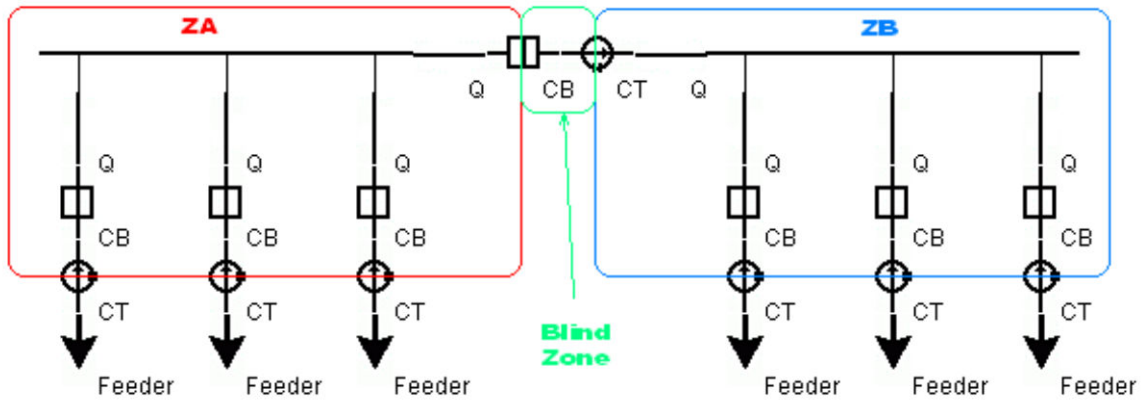 ZA
ZB
Q CB CT Q
Q Q Q Q Q Q
CB CB CB CB CB CB
CT CT CT CT CT CT
Blind
Zone
Feeder Feeder Feeder Feeder Feeder Feeder